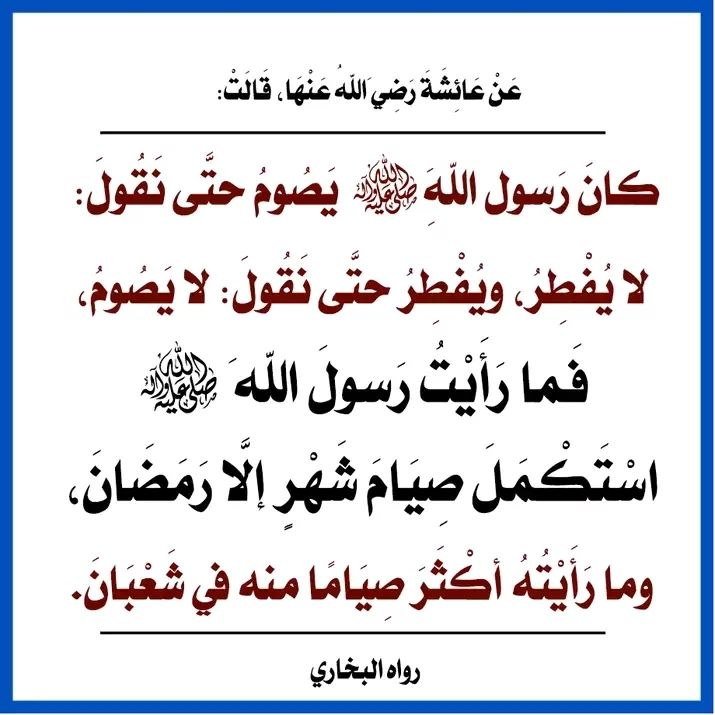 عَنْ عَائِشَةَ رَضِيَ اللهُ عَنْهَا، قَالَتْ:
كانَ رَسول اللّهَِ ﷺ يَصُومُ حتَّى نَقُولَ:
لا يُفْطِرُ، ويُفْطِرُ حتَّى نَقُولَ: لا يَصُومُ،
فَما رَأَيْتُ رَسولَ اللّهَ ﷺ
اسْتَكْمَلَ صِيَامَ شَهْرٍ إلَّا رَمَضَانَ،
وما رَأَيْتُهُ أكْثَرَ صِيَامًا منه في شَعْبَانَ.
رواه البخاري